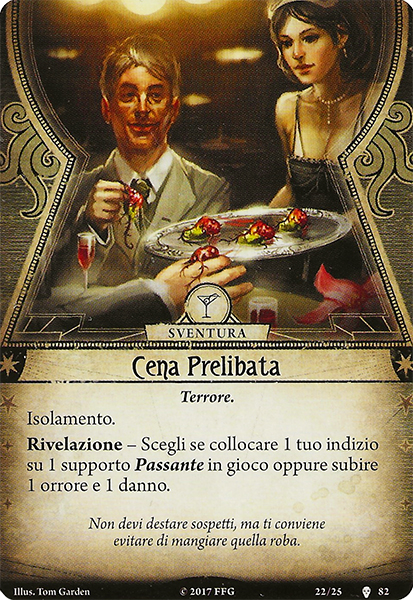 SVENTURA
Cena Prelibata
Terrore.
Isolamento.
Rivelazione – Scegli se collocare 1 tuo indizio
su 1 supporto Passante in gioco oppure subire
1 orrore e 1 danno.
Non devi destare sospetti, ma ti conviene
evitare di mangiare quella roba.
Illus. Tom Garden © 2017 FFG 22/25 82